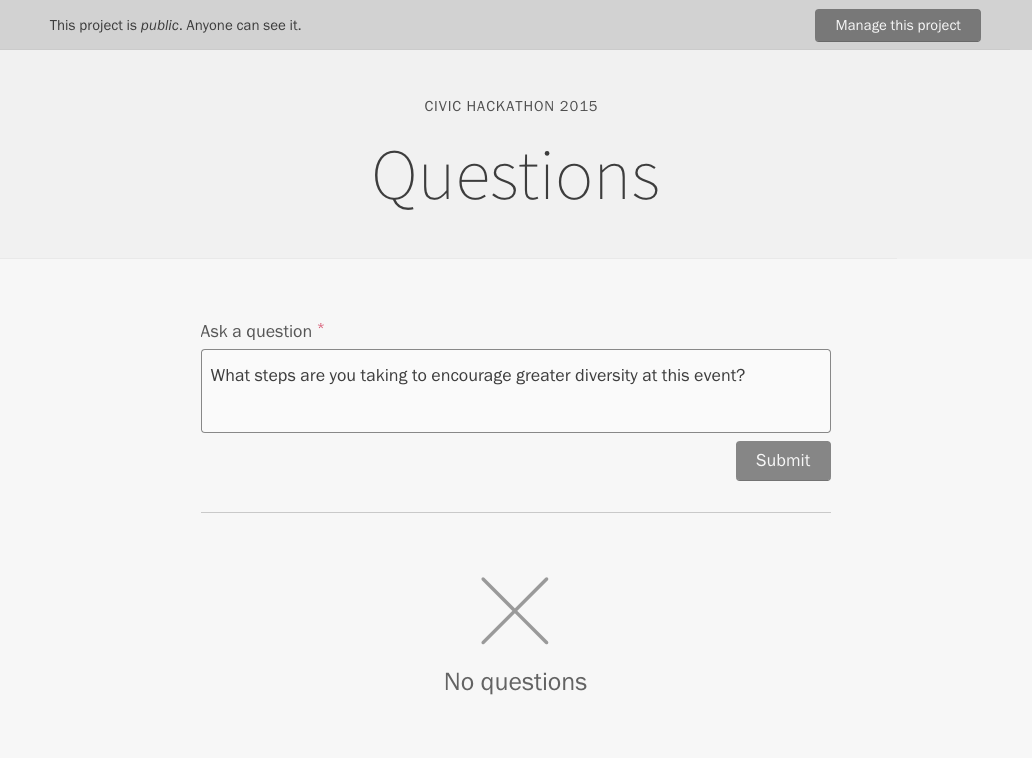 This project is public. Anyone can see it.
Manage this project
CIVIC HACKATHON 2015
Questions
Ask a question *
What steps are you taking to encourage greater diversity at this event?
Submit
No questions